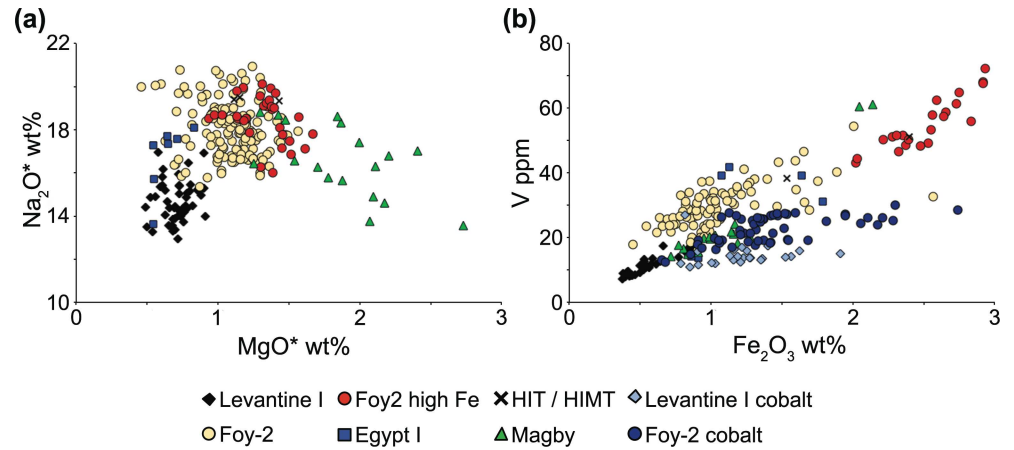 (a)
22
18
14
10
Na₂O* wt%
0
1
2
3
MgO* wt%
(b)
80
60
40
20
0
V ppm
0
1
2
3
Fe₂O₃ wt%
Levantine I Foy2 high Fe HIT / HIMT Levantine I cobalt
Foy-2 Egypt I Magby Foy-2 cobalt